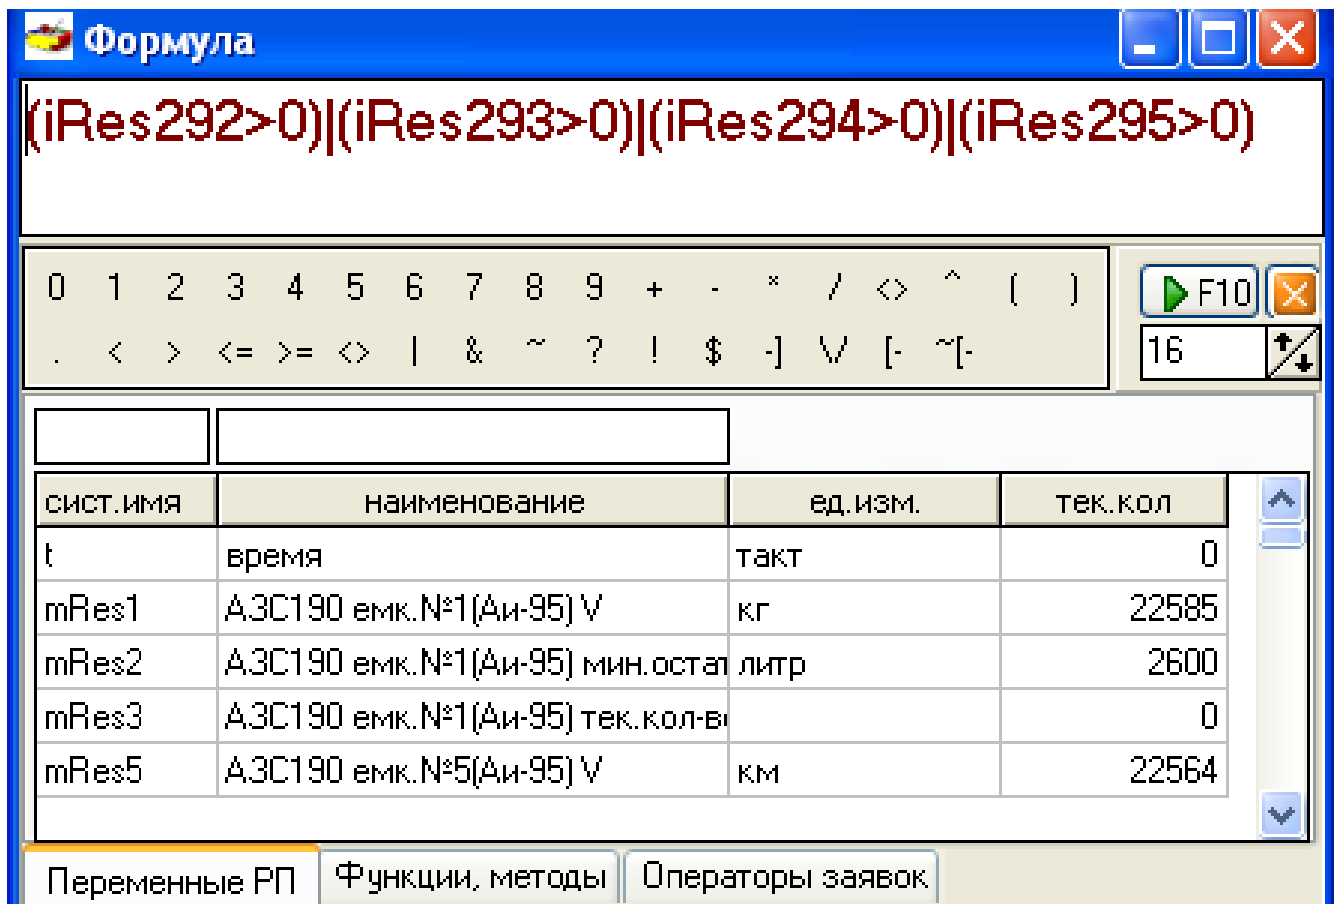 Формула
(iRes292>0)|(iRes293>0)|(iRes294>0)|(iRes295>0)
0 1 2 3 4 5 6 7 8 9 + - * / <> ^ ( )
F10
. < > <= >= <> | & ~ ? ! $ -] \/ [- ~[-
16
сист.имя наименование ед.изм. тек.кол
t время такт 0
mRes1 АЗС190 емк.№1(Аи-95) V кг 22585
mRes2 АЗС190 емк.№1(Аи-95) мин.остат литр 2600
mRes3 АЗС190 емк.№1(Аи-95) тек.кол-во 0
mRes5 АЗС190 емк.№5(Аи-95) V км 22564
Переменные РП Функции, методы Операторы заявок